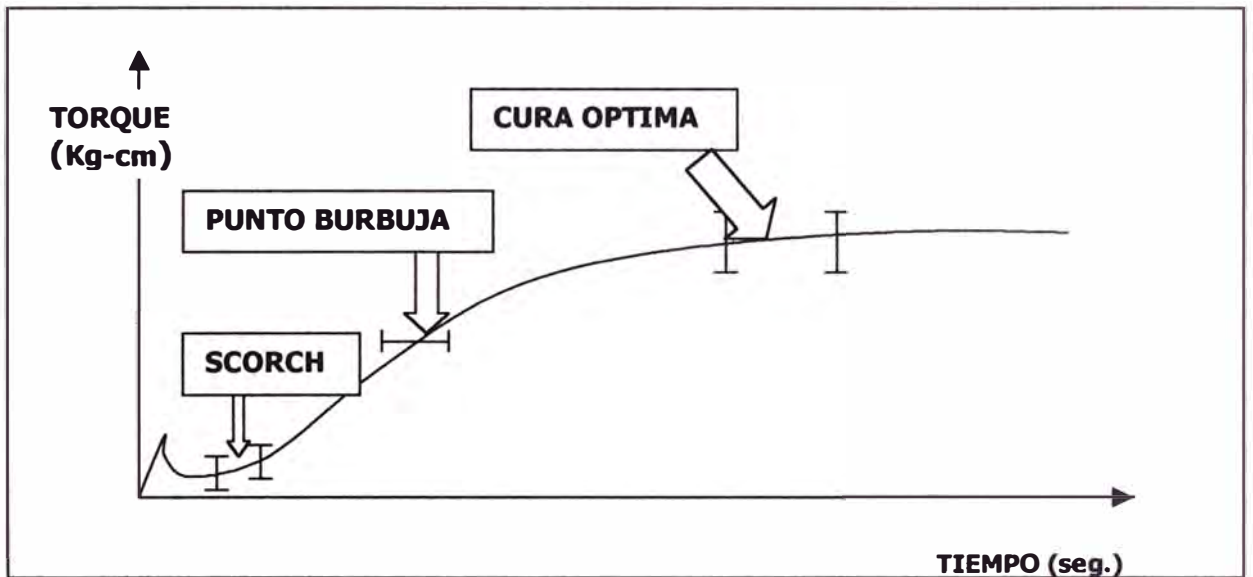 TORQUE
(Kg-cm)
CURA OPTIMA
PUNTO BURBUJA
SCORCH
TIEMPO (seg.)